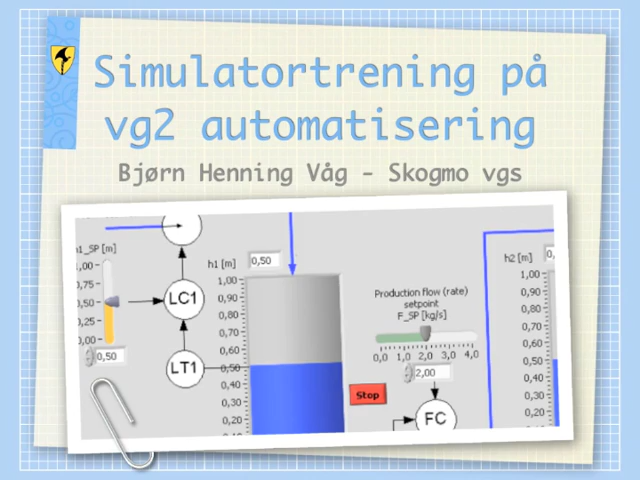 Simulatortrening på
vg2 automatisering
Bjørn Henning Våg - Skogmo vgs
h1_SP [m]
1,00
0,75
0,50
0,25
0,00
0,50
LC1
LT1
h1 [m]
0,50
1,00
0,90
0,80
0,70
0,60
0,50
0,40
0,30
0,20
Production flow (rate)
setpoint
F_SP [kg/s]
0,0 1,0 2,0 3,0 4,0
2,00
Stop
FC
h2 [m]
0,
1,00
0,90
0,80
0,70
0,60
0,50
0,40
0,30
0,20